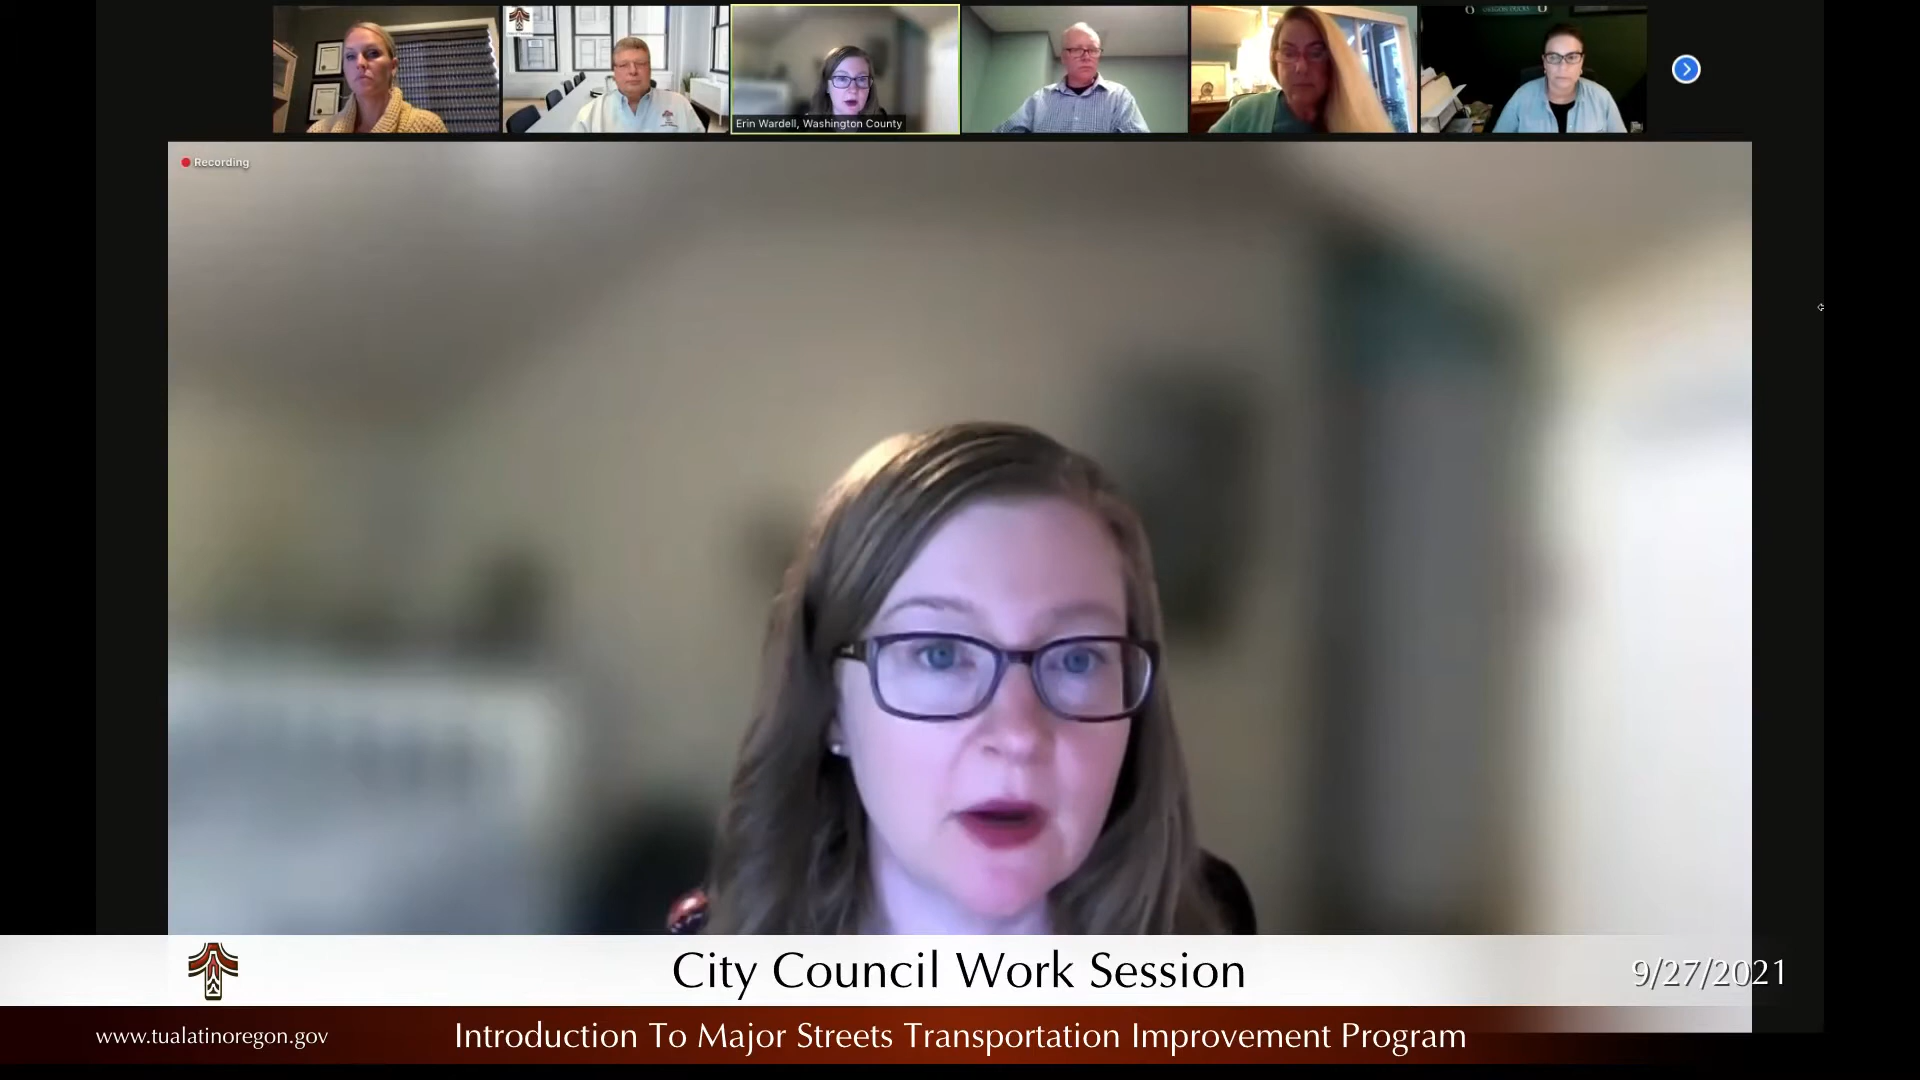 Erin Wardell, Washington County
Recording
City Council Work Session
9/27/2021
www.tualatinoregon.gov
Introduction To Major Streets Transportation Improvement Program